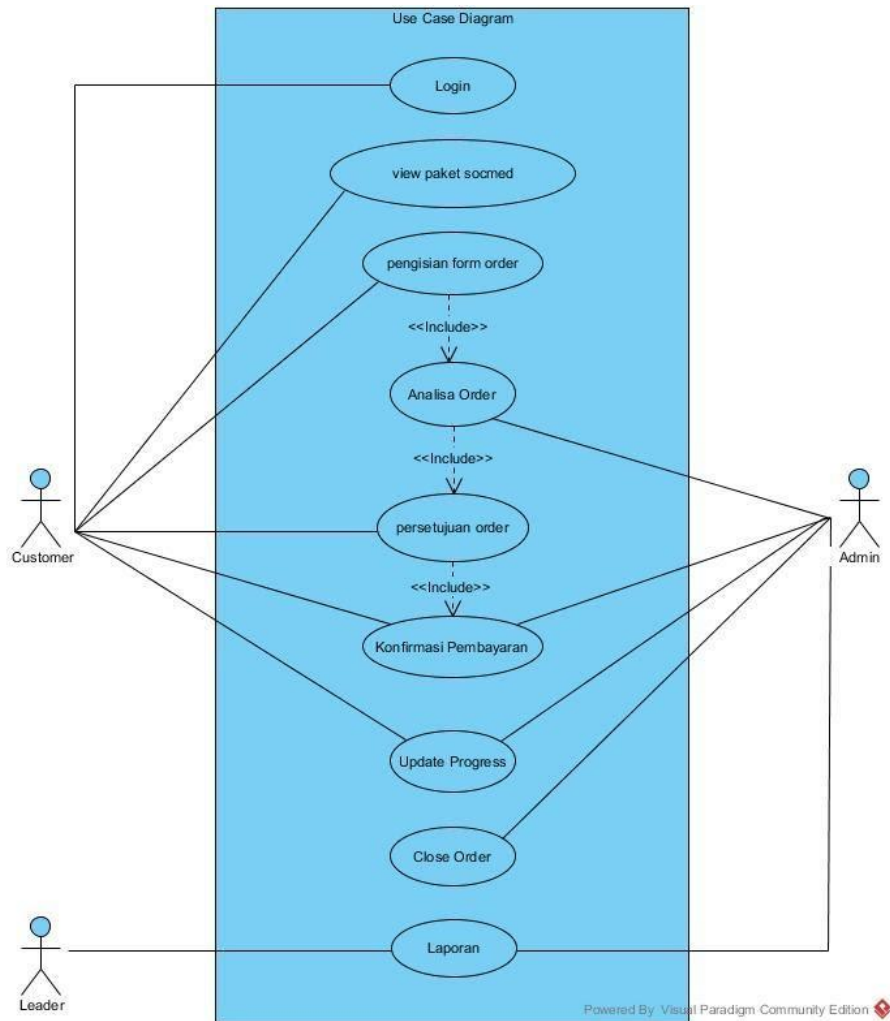 Use Case Diagram
Login
view paket socmed
pengisian form order
<<Include>>
Analisa Order
<<Include>>
Customer
persetujuan order
Admin
<<Include>>
Konfirmasi Pembayaran
Update Progress
Close Order
Laporan
Leader
Powered By Visual Paradigm Community Edition